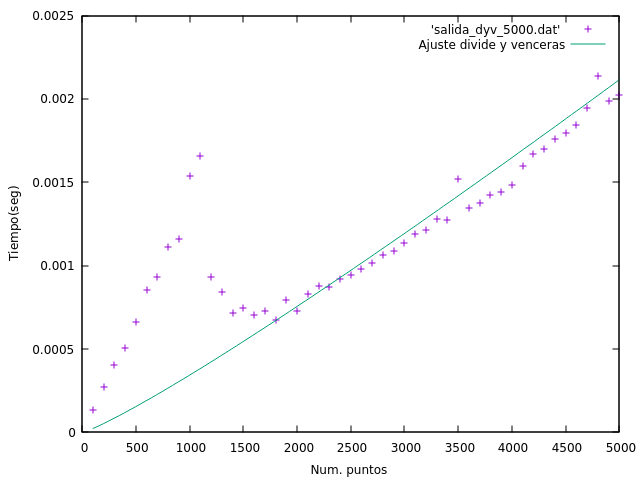 'salida_dyv_5000.dat'
Ajuste divide y venceras
0.0025
0.002
0.0015
0.001
0.0005
0
Tiempo(seg)
0 500 1000 1500 2000 2500 3000 3500 4000 4500 5000
Num. puntos